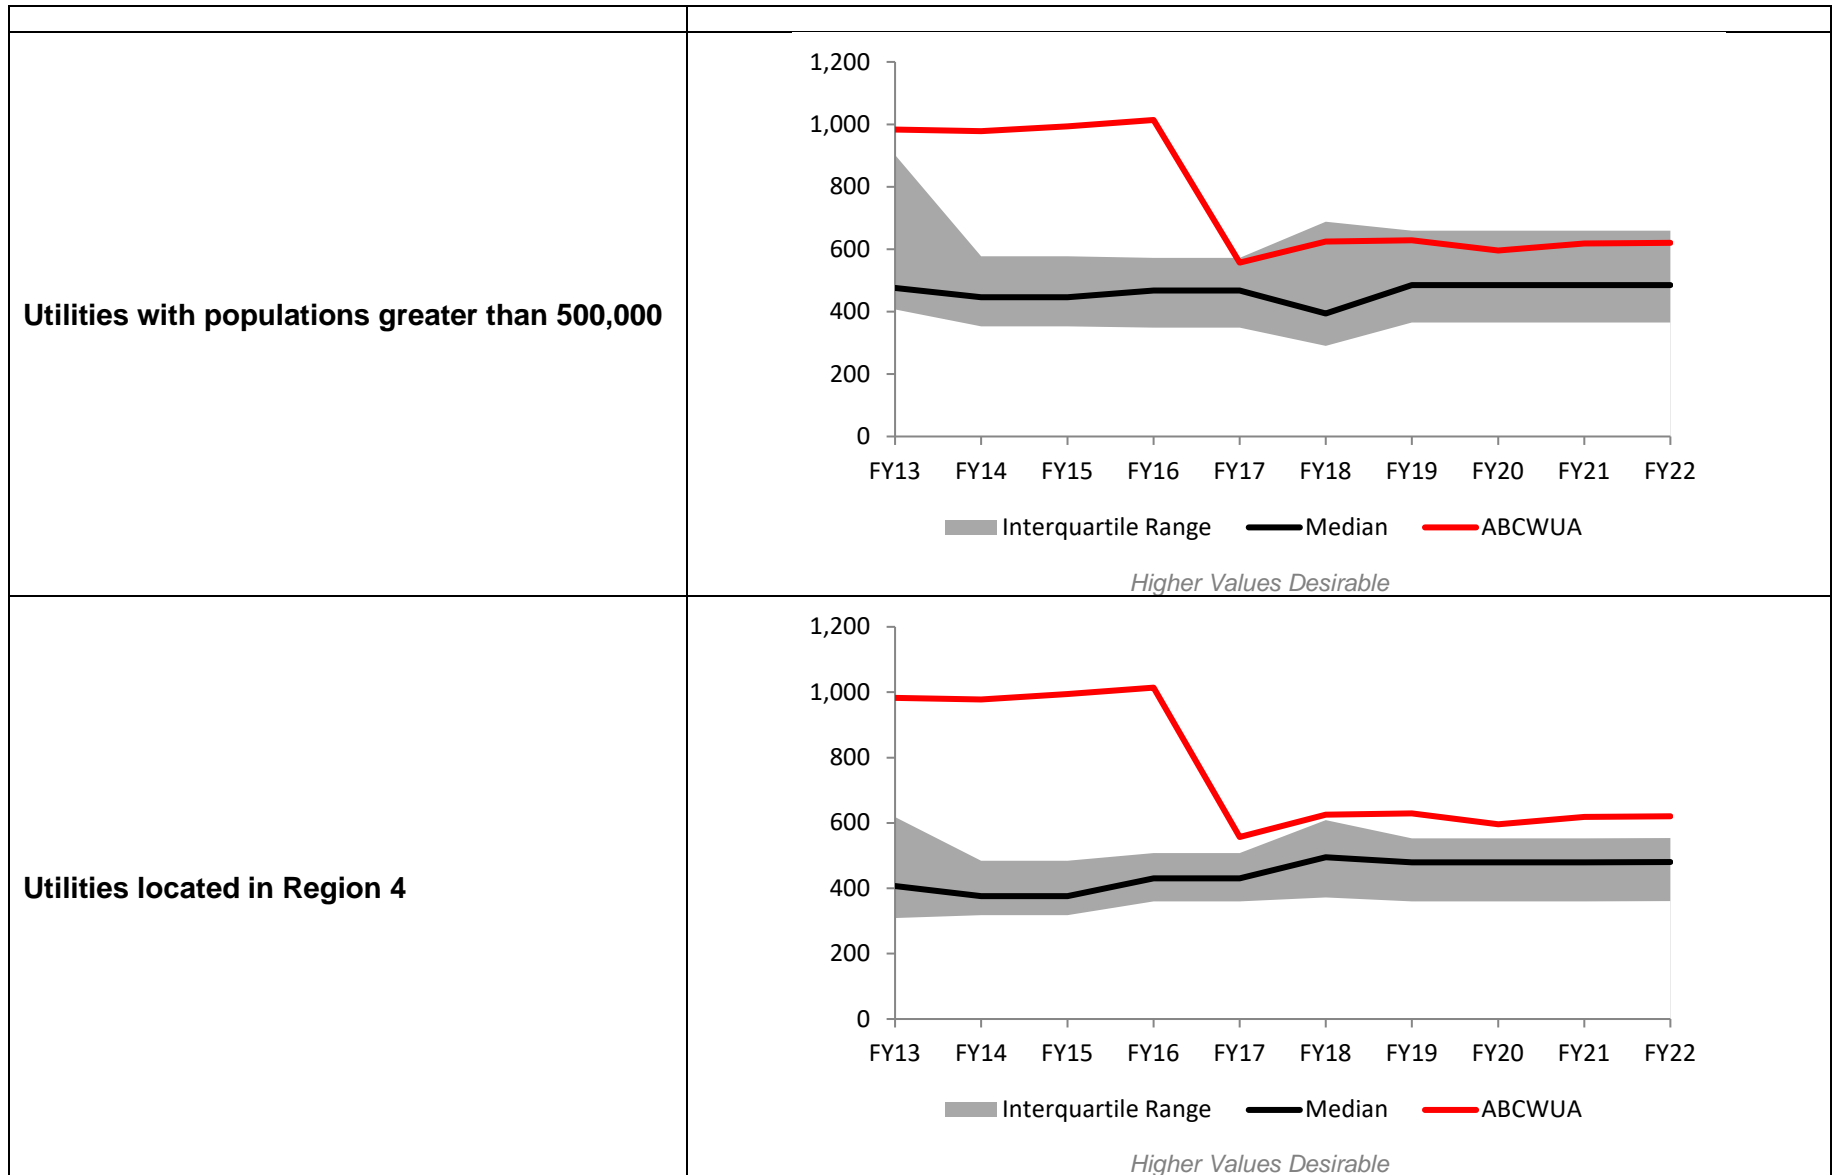 1,200
1,000
800
600
400
200
0
FY13 FY14 FY15 FY16 FY17 FY18 FY19 FY20 FY21 FY22
Interquartile Range Median ABCWUA
Higher Values Desirable
Utilities with populations greater than 500,000
1,200
1,000
800
600
400
200
0
FY13 FY14 FY15 FY16 FY17 FY18 FY19 FY20 FY21 FY22
Interquartile Range Median ABCWUA
Higher Values Desirable
Utilities located in Region 4